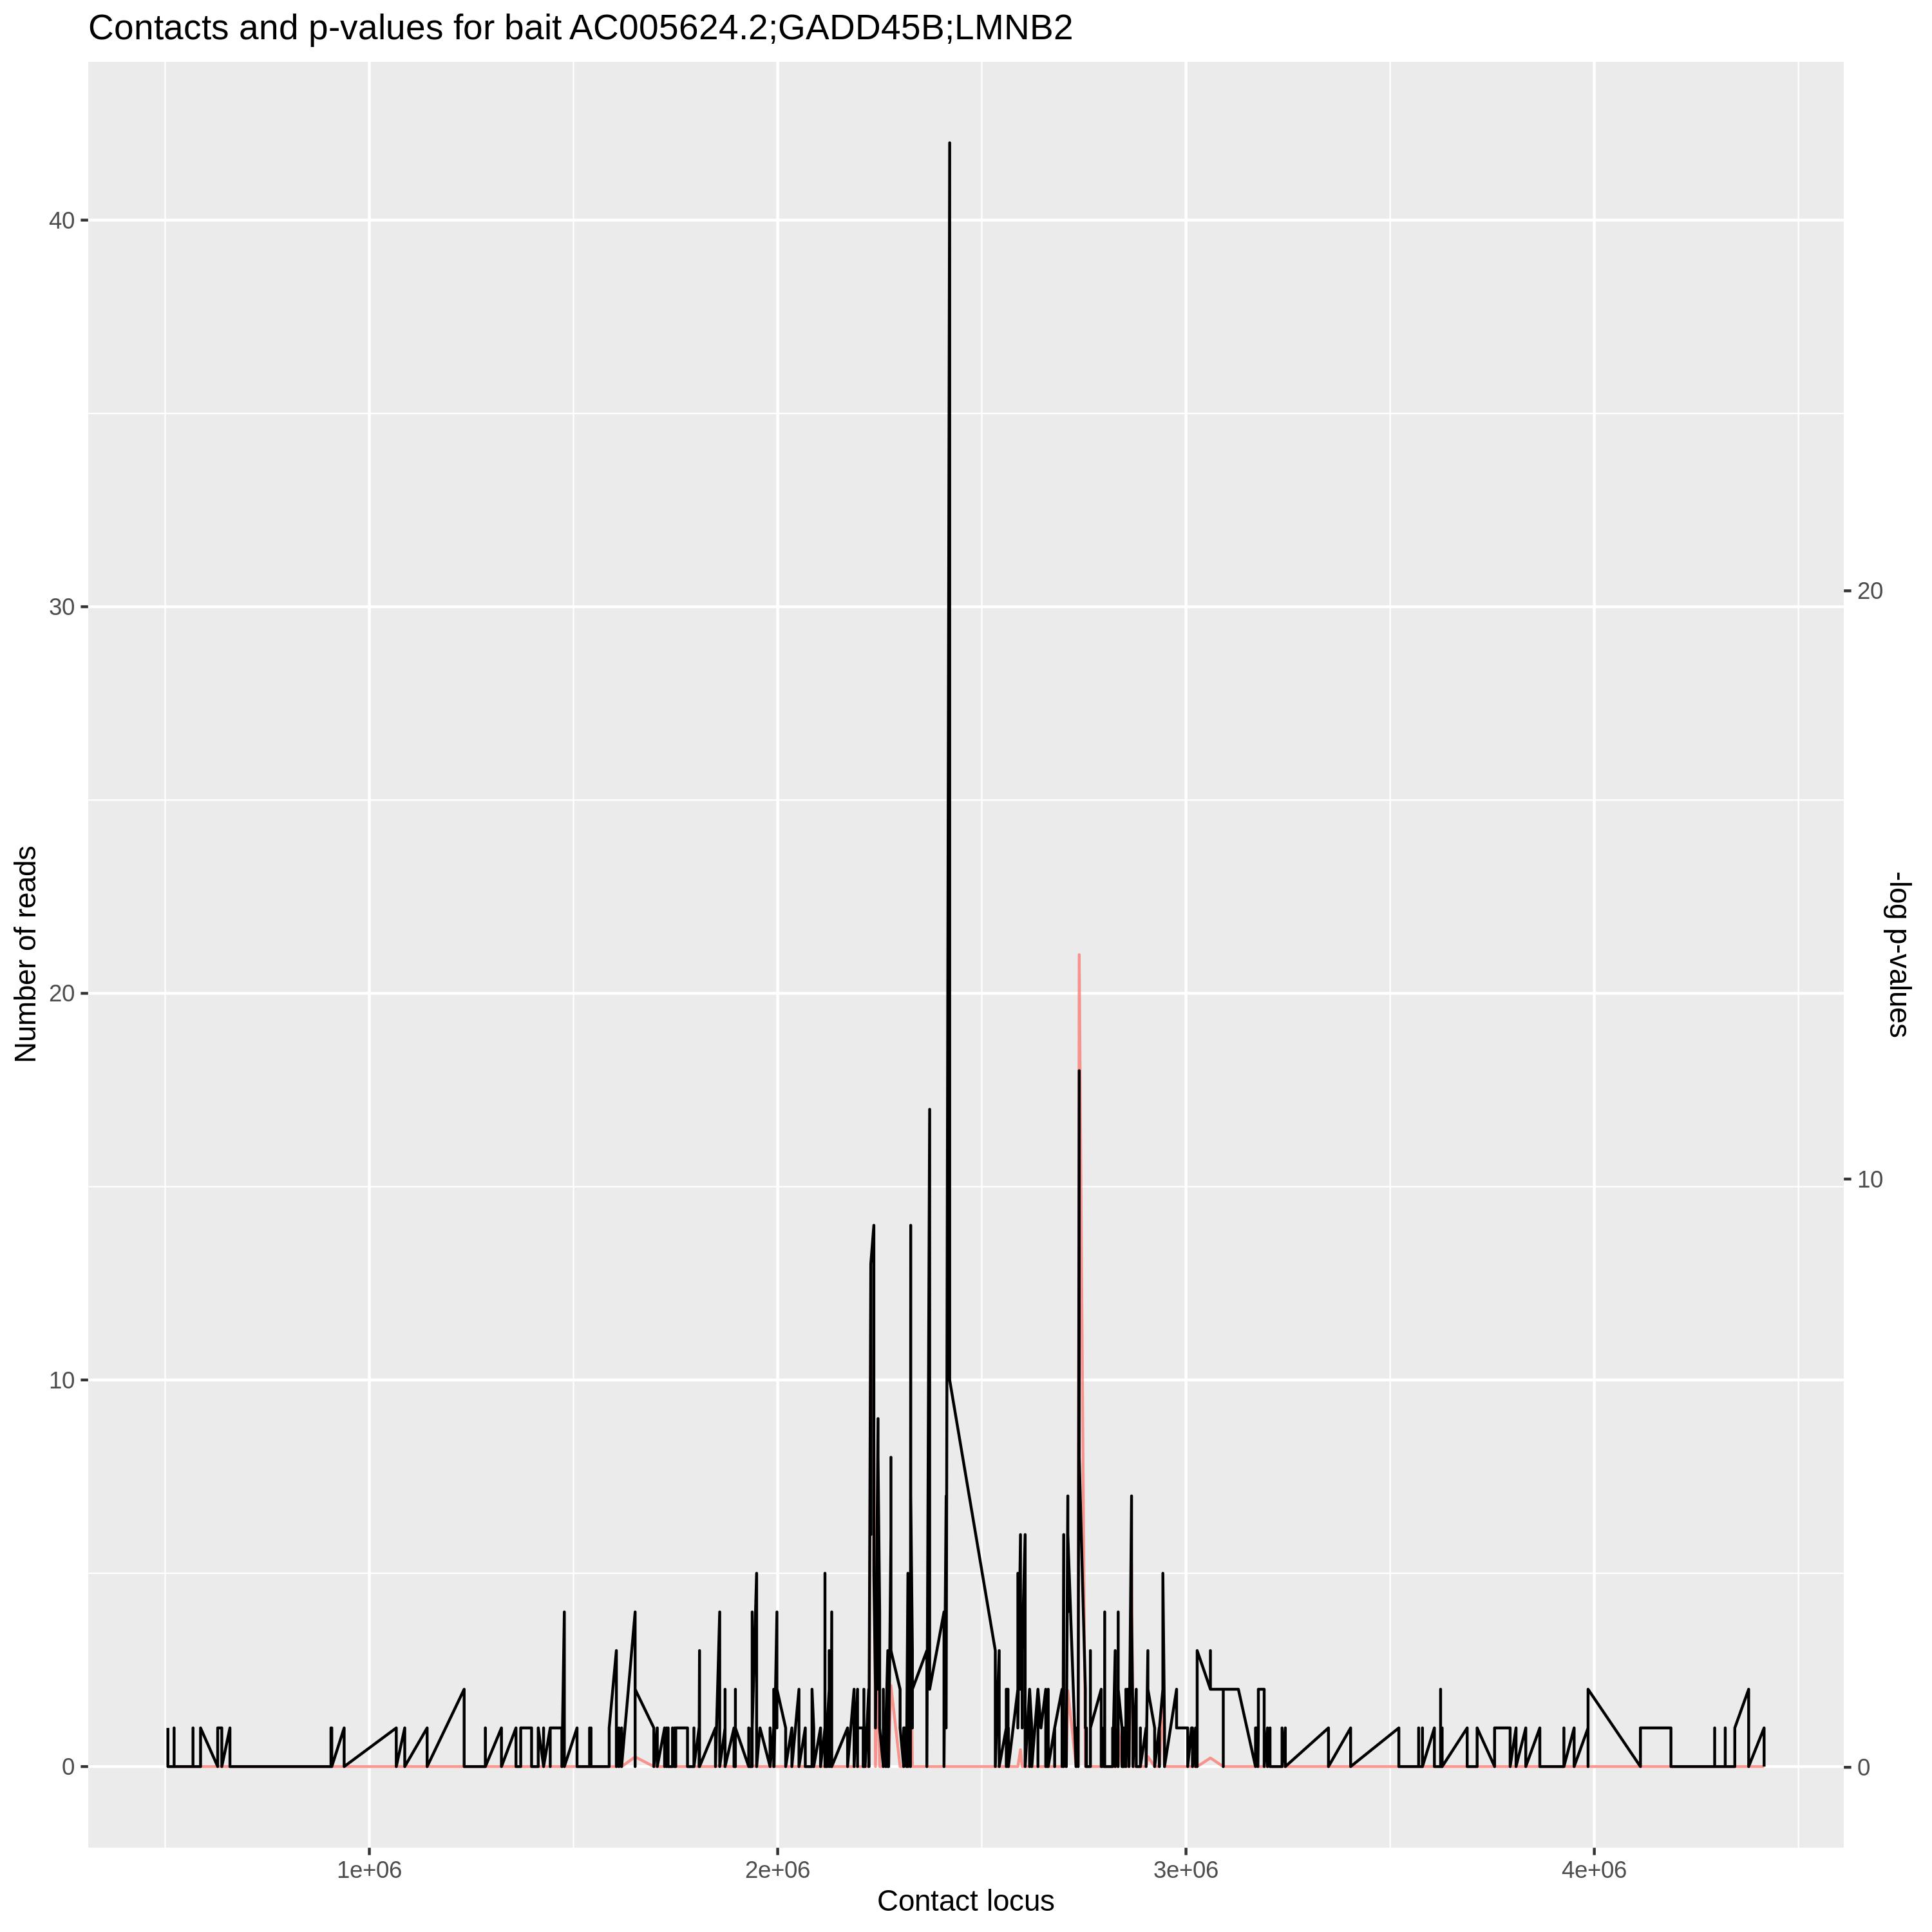 Contacts and p-values for bait AC005624.2;GADD45B;LMNB2
40
30
20
10
0
Number of reads
20
10
0
-log p-values
1e+06
2e+06
3e+06
4e+06
Contact locus